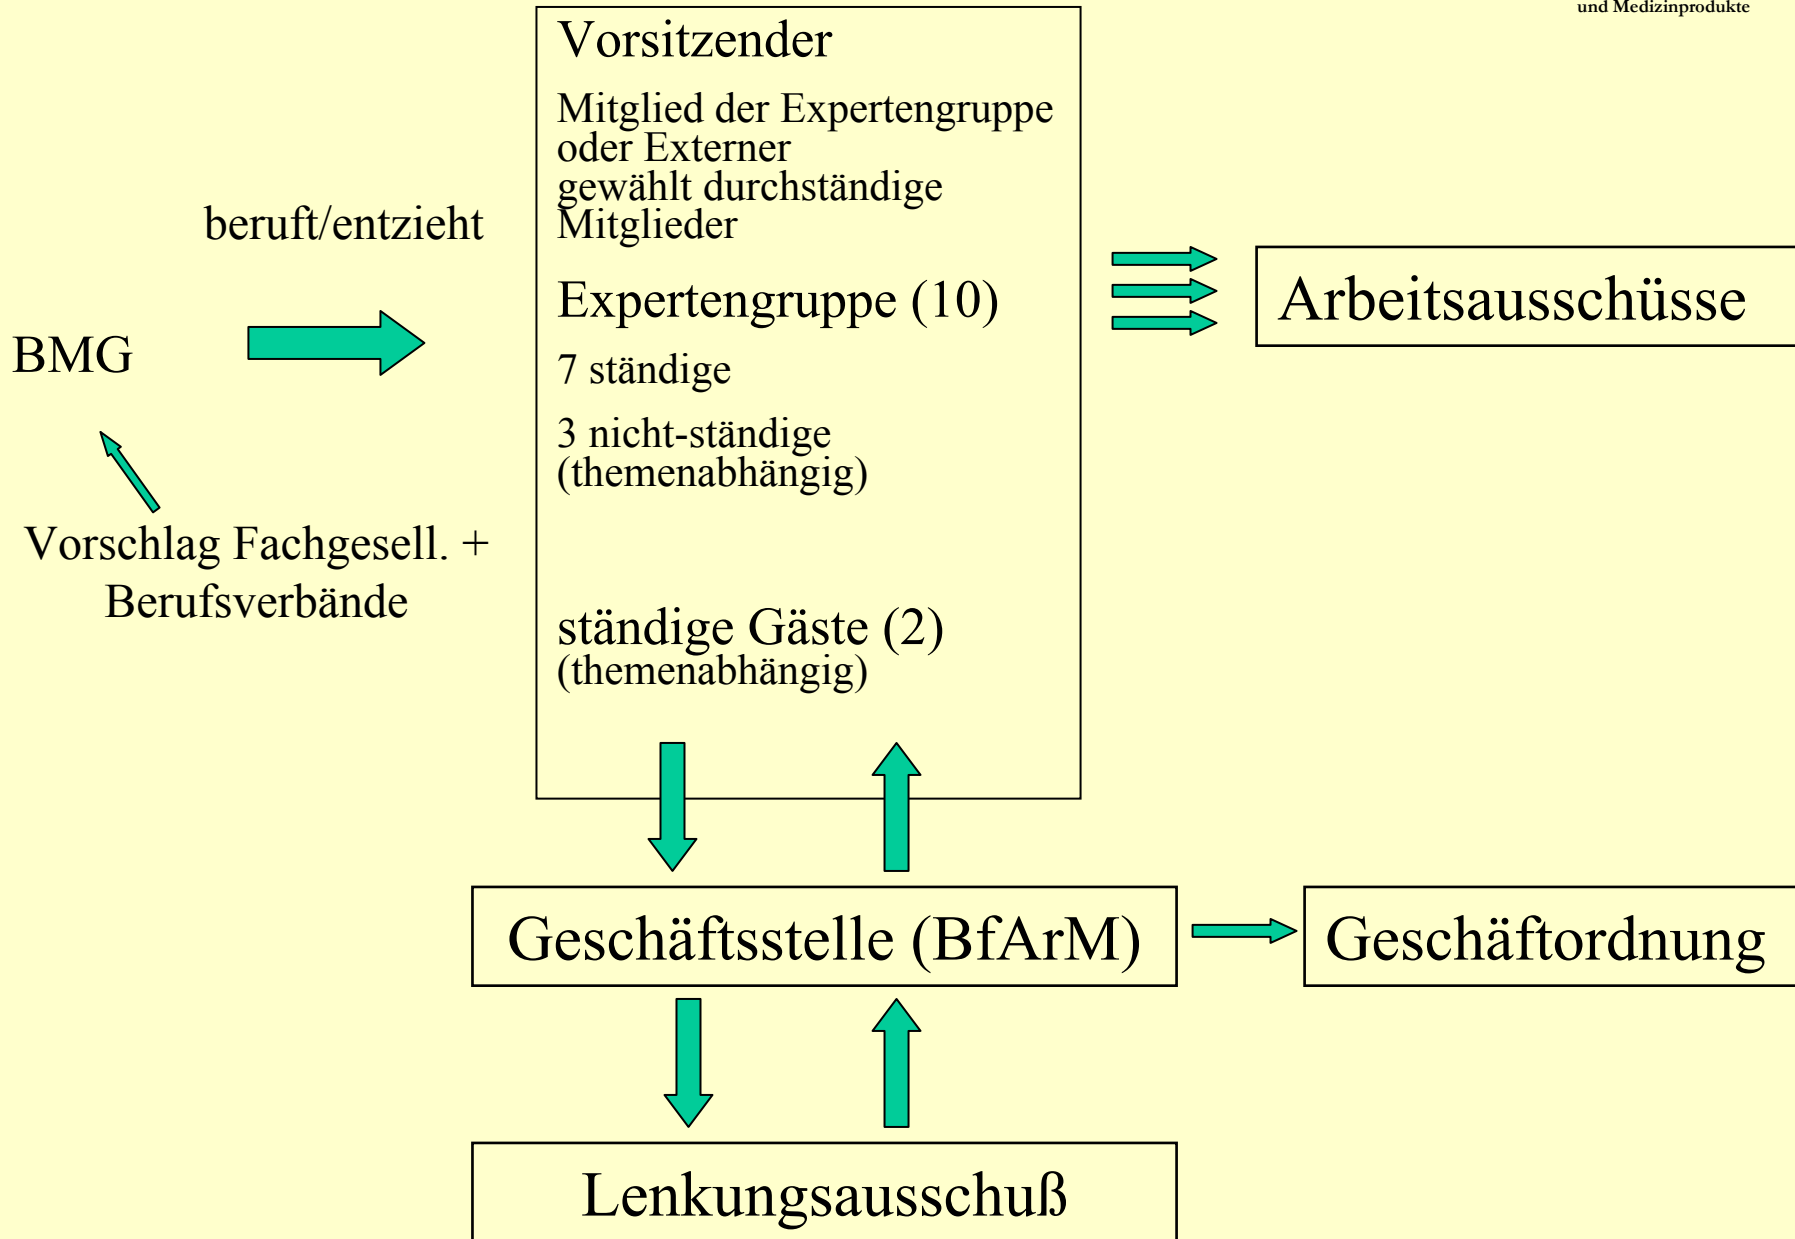 und Medizinprodukte
Vorsitzender
Mitglied der Expertengruppe
oder Externer
gewählt durchständige
Mitglieder
beruft/entzieht
Expertengruppe (10)
Arbeitsausschüsse
BMG
7 ständige
3 nicht-ständige
(themenabhängig)
Vorschlag Fachgesell. +
Berufsverbände
ständige Gäste (2)
(themenabhängig)
Geschäftsstelle (BfArM)
Geschäftordnung
Lenkungsausschuß